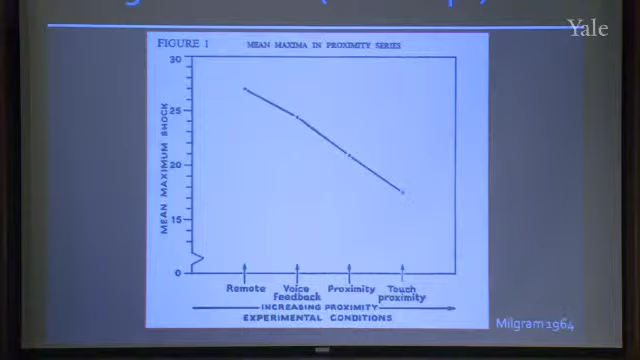 Yale
FIGURE 1 MEAN MAXIMA IN PROXIMITY SERIES
30
25
20
15
0
MEAN MAXIMUM SHOCK
Remote Voice feedback Proximity Touch proximity
INCREASING PROXIMITY
EXPERIMENTAL CONDITIONS
Milgram 1964